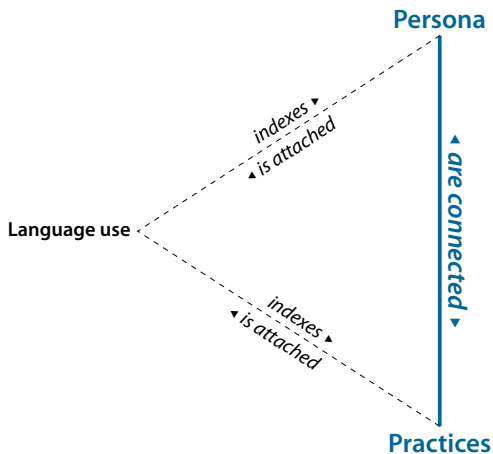 Persona
indexes ▸
◂ is attached
◂ are connected ▸
Language use
indexes ▸
◂ is attached
Practices